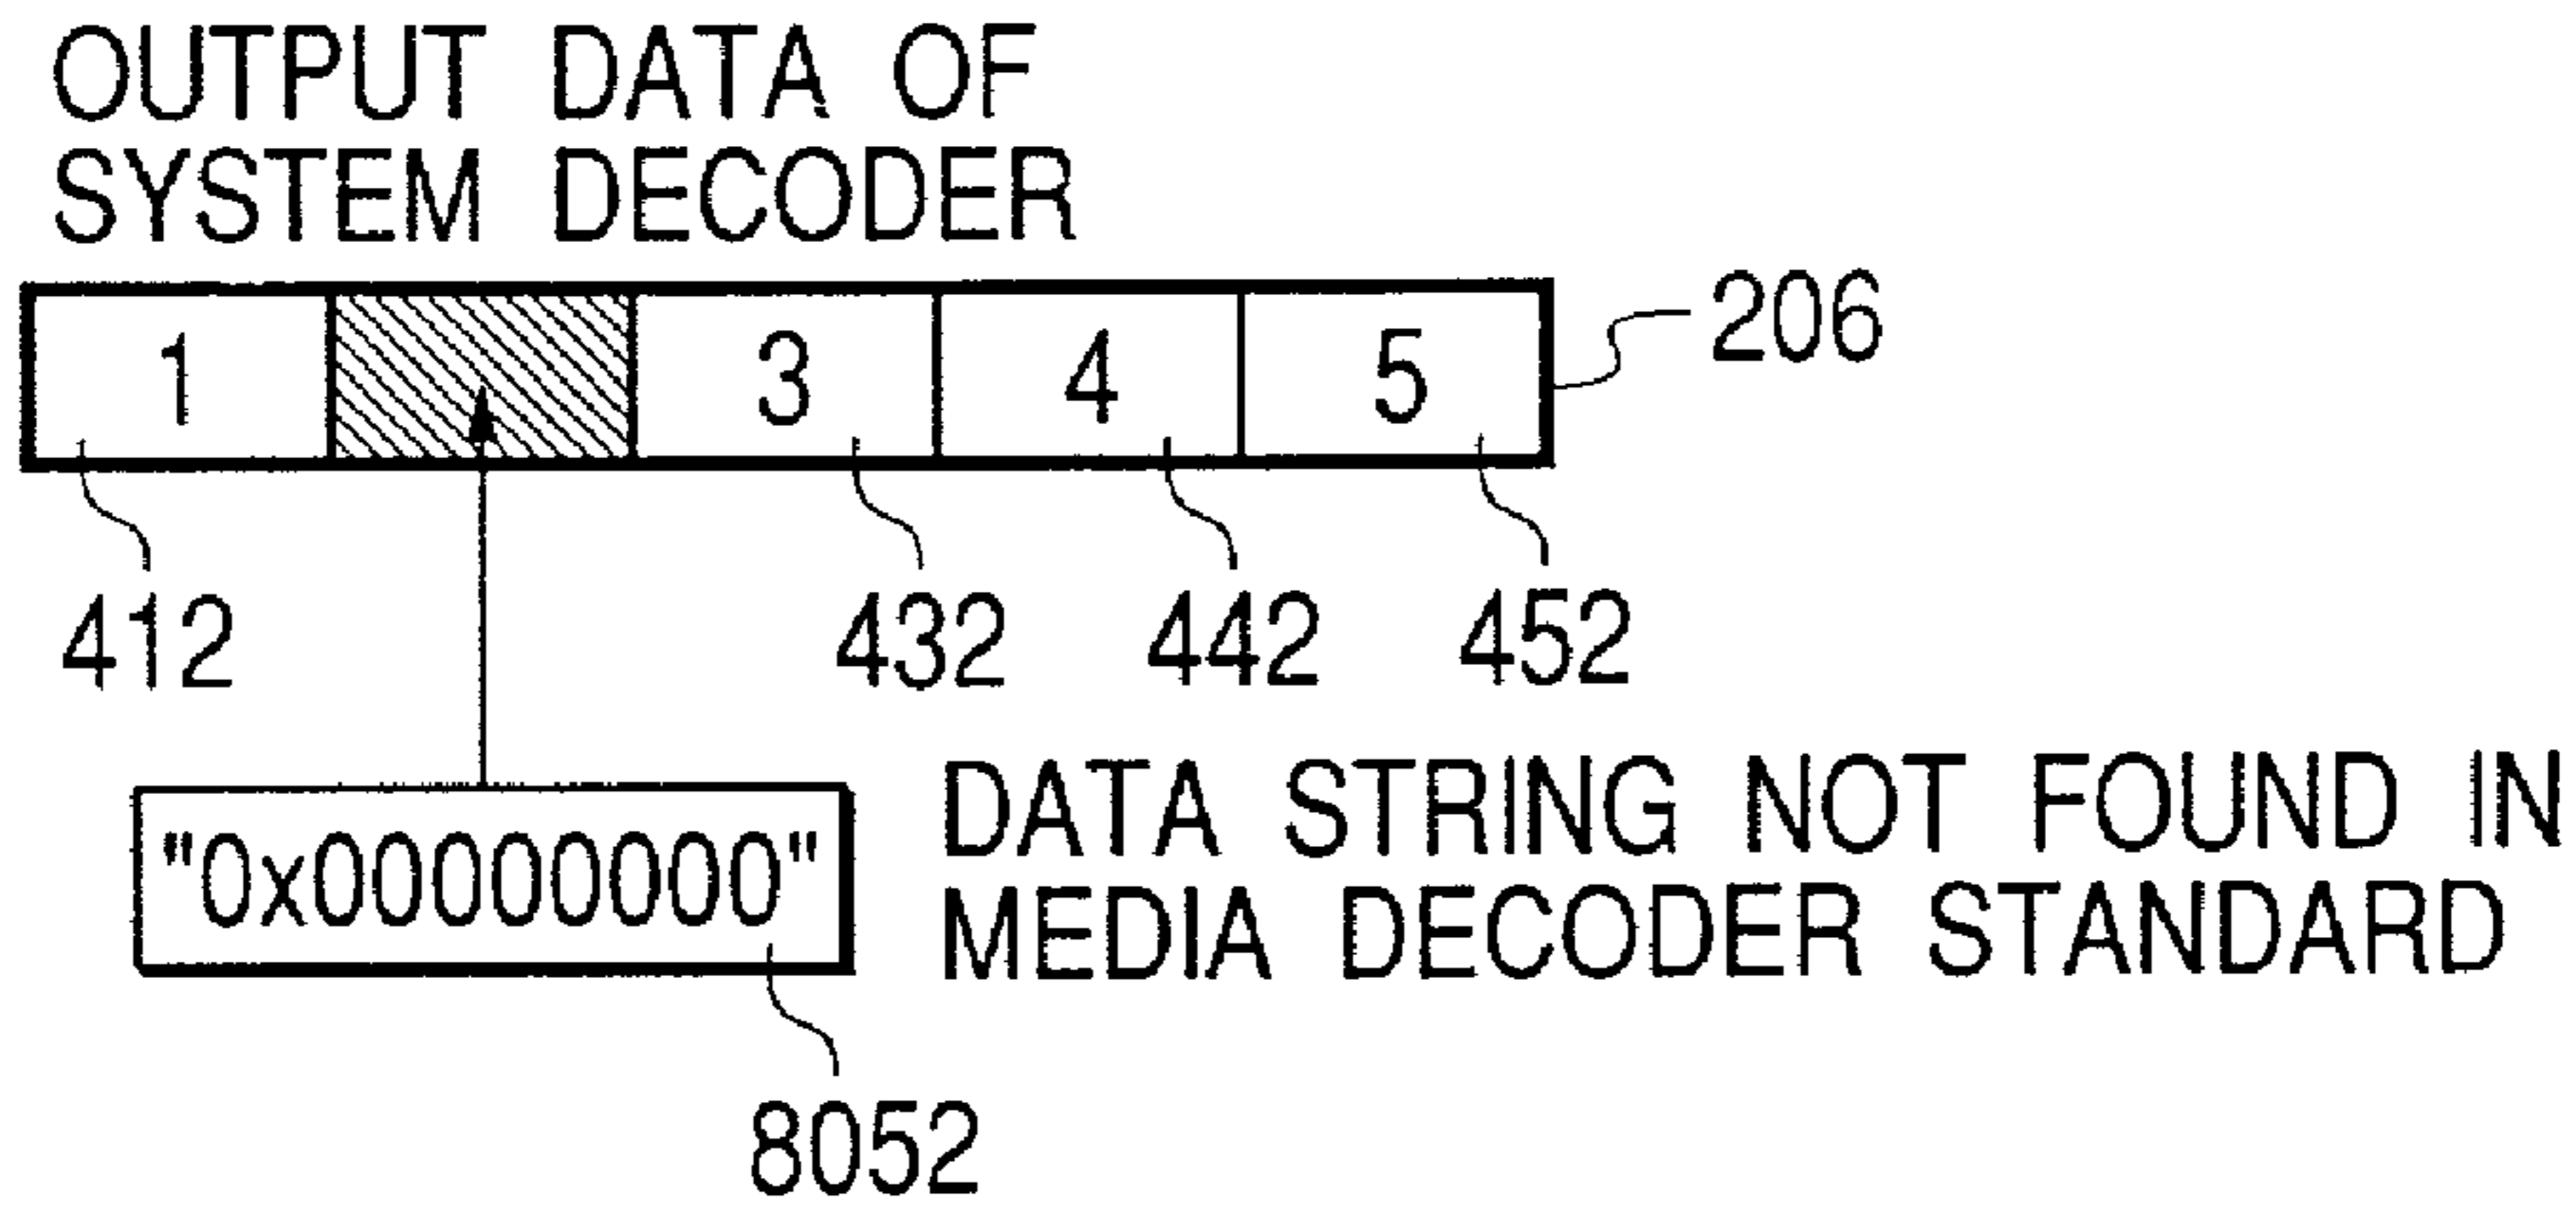 OUTPUT DATA OF
SYSTEM DECODER
1 3 4 5 206
412 432 442 452
"0x00000000" DATA STRING NOT FOUND IN
MEDIA DECODER STANDARD
8052